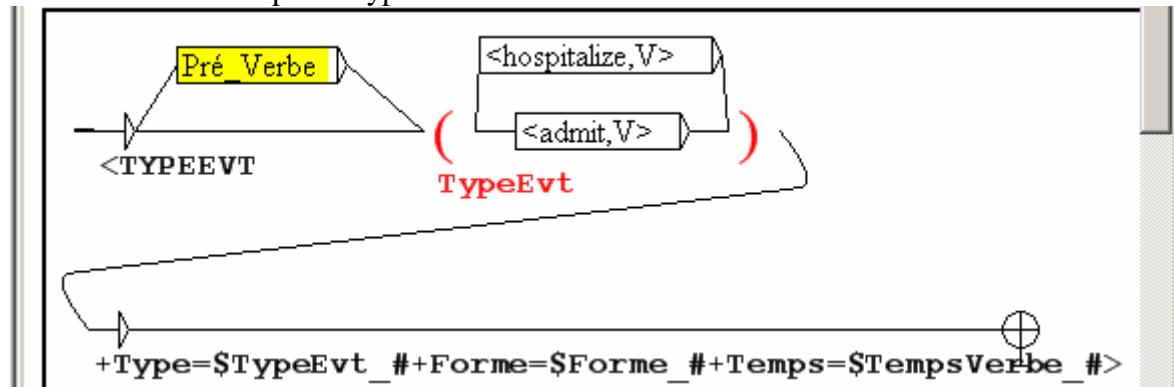 Pré_Verbe
<hospitalize,V>
<admit,V>
(
)
<TYPEEVT
TypeEvt
+Type=$TypeEvt_#+Forme=$Forme_#+Temps=$TempsVerbe_#>